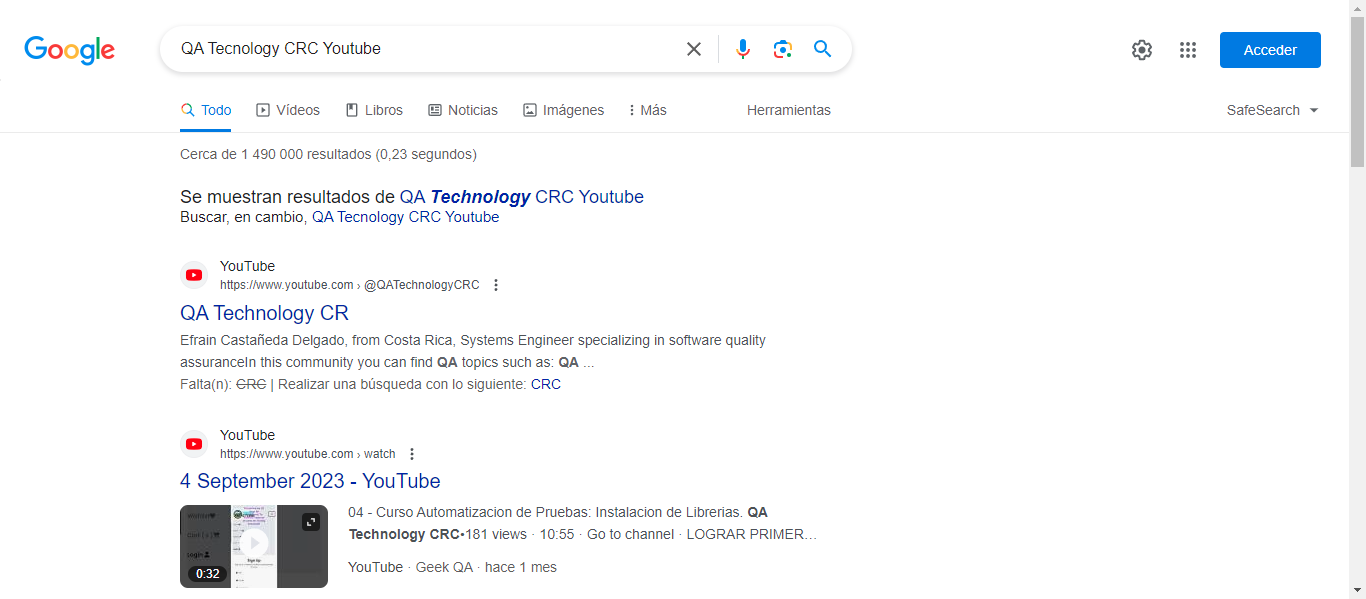 Google
QA Tecnology CRC Youtube
Acceder
Todo
Vídeos
Libros
Noticias
Imágenes
Más
Herramientas
SafeSearch
Cerca de 1 490 000 resultados (0,23 segundos)
Se muestran resultados de QA Technology CRC Youtube
Buscar, en cambio, QA Tecnology CRC Youtube
YouTube
https://www.youtube.com › @QATechnologyCRC
QA Technology CR
Efrain Castañeda Delgado, from Costa Rica, Systems Engineer specializing in software quality
assuranceIn this community you can find QA topics such as: QA ...
Falta(n): CRC | Realizar una búsqueda con lo siguiente: CRC
YouTube
https://www.youtube.com › watch
4 September 2023 - YouTube
0:32
04 - Curso Automatizacion de Pruebas: Instalacion de Librerias. QA
Technology CRC•181 views · 10:55 · Go to channel · LOGRAR PRIMER…
YouTube · Geek QA · hace 1 mes